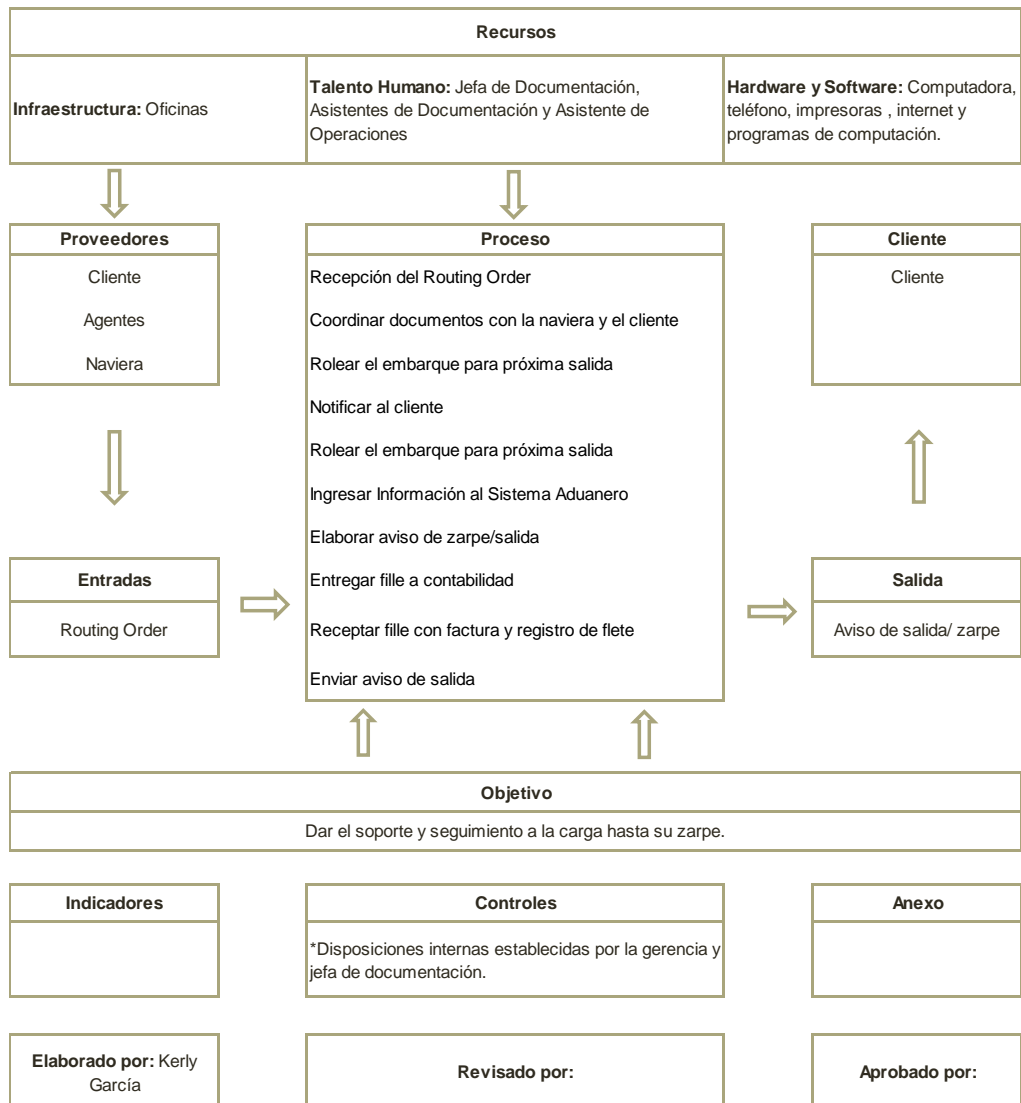 Recursos
Infraestructura: Oficinas
Talento Humano: Jefa de Documentación,
Asistentes de Documentación y Asistente de
Operaciones
Hardware y Software: Computadora,
teléfono, impresoras , internet y
programas de computación.
Proveedores
Cliente
Agentes
Naviera
Proceso
Recepción del Routing Order
Coordinar documentos con la naviera y el cliente
Rolear el embarque para próxima salida
Notificar al cliente
Rolear el embarque para próxima salida
Ingresar Información al Sistema Aduanero
Elaborar aviso de zarpe/salida
Entregar fille a contabilidad
Receptar fille con factura y registro de flete
Enviar aviso de salida
Cliente
Cliente
Entradas
Routing Order
Salida
Aviso de salida/ zarpe
Objetivo
Dar el soporte y seguimiento a la carga hasta su zarpe.
Indicadores
Controles
*Disposiciones internas establecidas por la gerencia y
jefa de documentación.
Anexo
Elaborado por: Kerly
García
Revisado por:
Aprobado por: